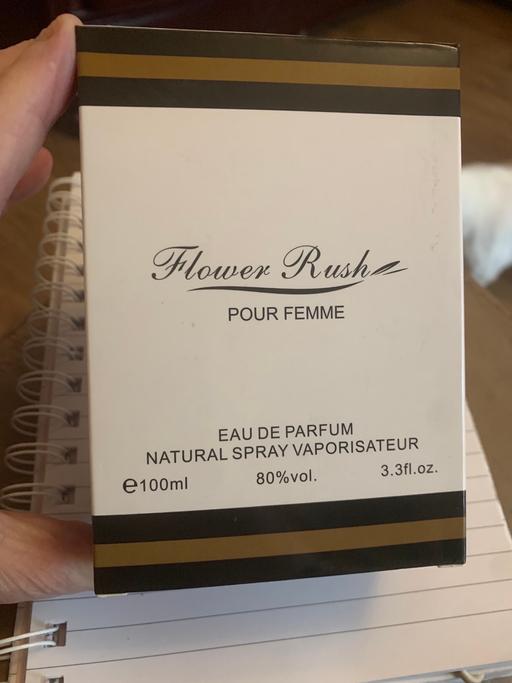 Flower Rush
POUR FEMME
EAU DE PARFUM
NATURAL SPRAY VAPORISATEUR
℮100ml 80%vol. 3.3fl.oz.